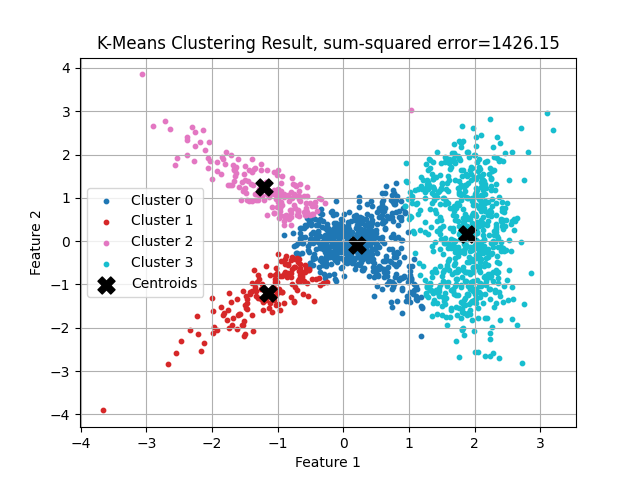 K-Means Clustering Result, sum-squared error=1426.15
4
3
2
1
0
−1
−2
−3
−4
Feature 2
Cluster 0
Cluster 1
Cluster 2
Cluster 3
Centroids
−4 −3 −2 −1 0 1 2 3
Feature 1